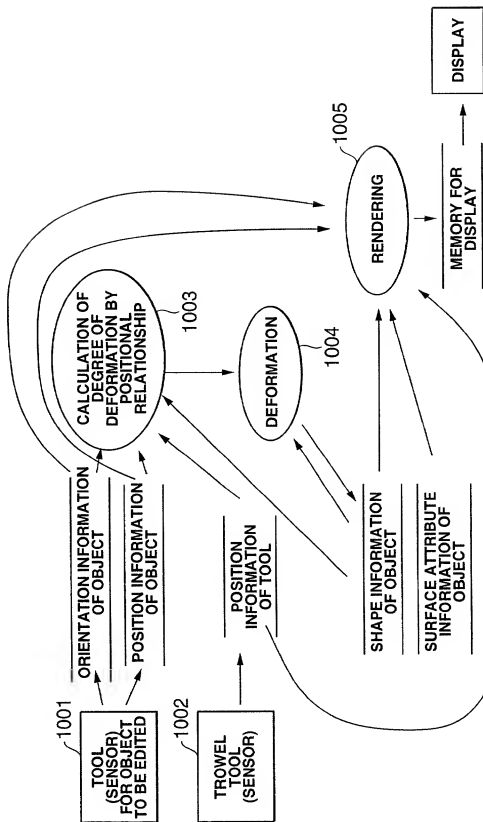 1001
TOOL
(SENSOR)
FOR OBJECT
TO BE EDITED
1002
TROWEL
TOOL
(SENSOR)
ORIENTATION INFORMATION
OF OBJECT
POSITION INFORMATION
OF OBJECT
POSITION
INFORMATION
OF TOOL
SHAPE INFORMATION
OF OBJECT
SURFACE ATTRIBUTE
INFORMATION OF
OBJECT
CALCULATION OF
DEGREE OF
DEFORMATION BY
POSITIONAL
RELATIONSHIP
1003
DEFORMATION
1004
1005
RENDERING
MEMORY FOR
DISPLAY
DISPLAY